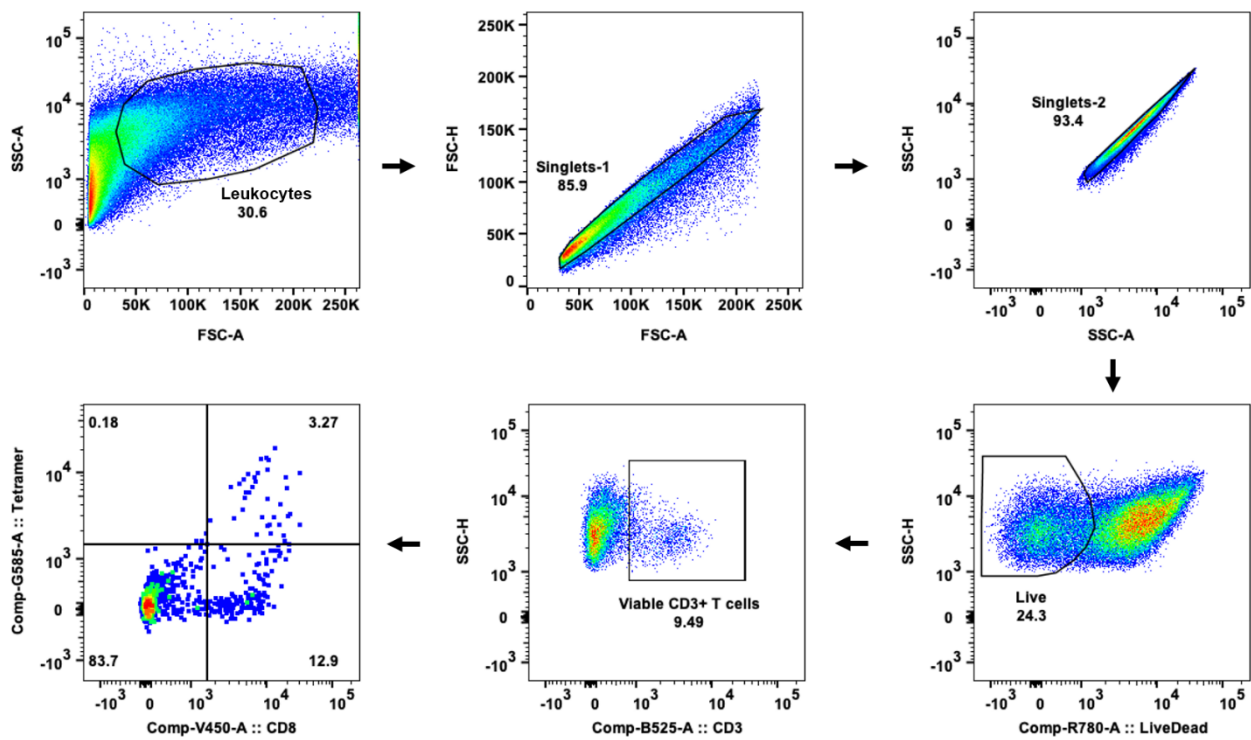 10⁵
10⁴
10³
0
-10³
SSC-A
Leukocytes
30.6
0
50K
100K
150K
200K
250K
FSC-A
250K
200K
150K
100K
50K
0
FSC-H
Singlets-1
85.9
0
50K
100K
150K
200K
250K
FSC-A
10⁵
10⁴
10³
0
-10³
SSC-H
Singlets-2
93.4
-10³
0
10³
10⁴
10⁵
SSC-A
10⁴
10³
0
-10³
Comp-G585-A :: Tetramer
0.18
3.27
83.7
12.9
-10³
0
10³
10⁴
10⁵
Comp-V450-A :: CD8
10⁵
10⁴
10³
0
-10³
SSC-H
Viable CD3+ T cells
9.49
-10³
0
10³
10⁴
10⁵
Comp-B525-A :: CD3
10⁵
10⁴
10³
0
-10³
SSC-H
Live
24.3
-10³
0
10³
10⁴
10⁵
Comp-R780-A :: LiveDead